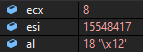 ecx 8
esi 15548417
al 18 '\x12'